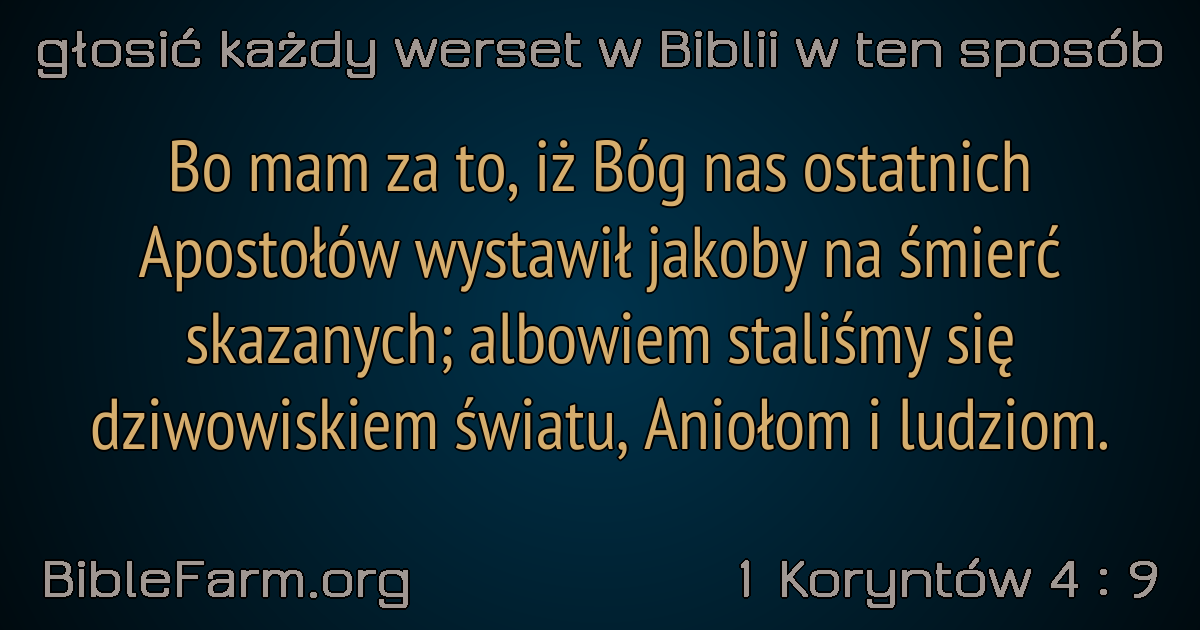 głosić każdy werset w Biblii w ten sposób
Bo mam za to, iż Bóg nas ostatnich
Apostołów wystawił jakoby na śmierć
skazanych; albowiem staliśmy się
dziwowiskiem światu, Aniołom i ludziom.
BibleFarm.org
1 Koryntów 4 : 9